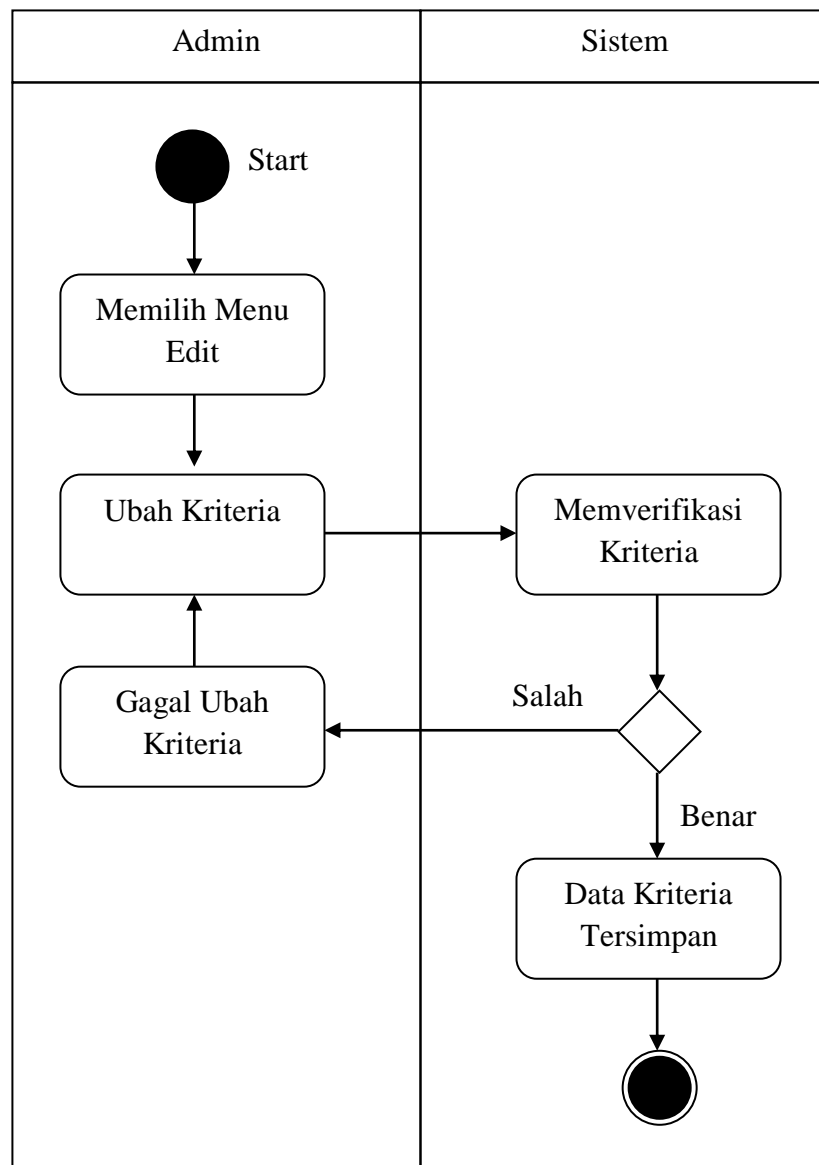 Admin
Sistem
Start
Memilih Menu
Edit
Ubah Kriteria
Memverifikasi
Kriteria
Gagal Ubah
Kriteria
Salah
Benar
Data Kriteria
Tersimpan